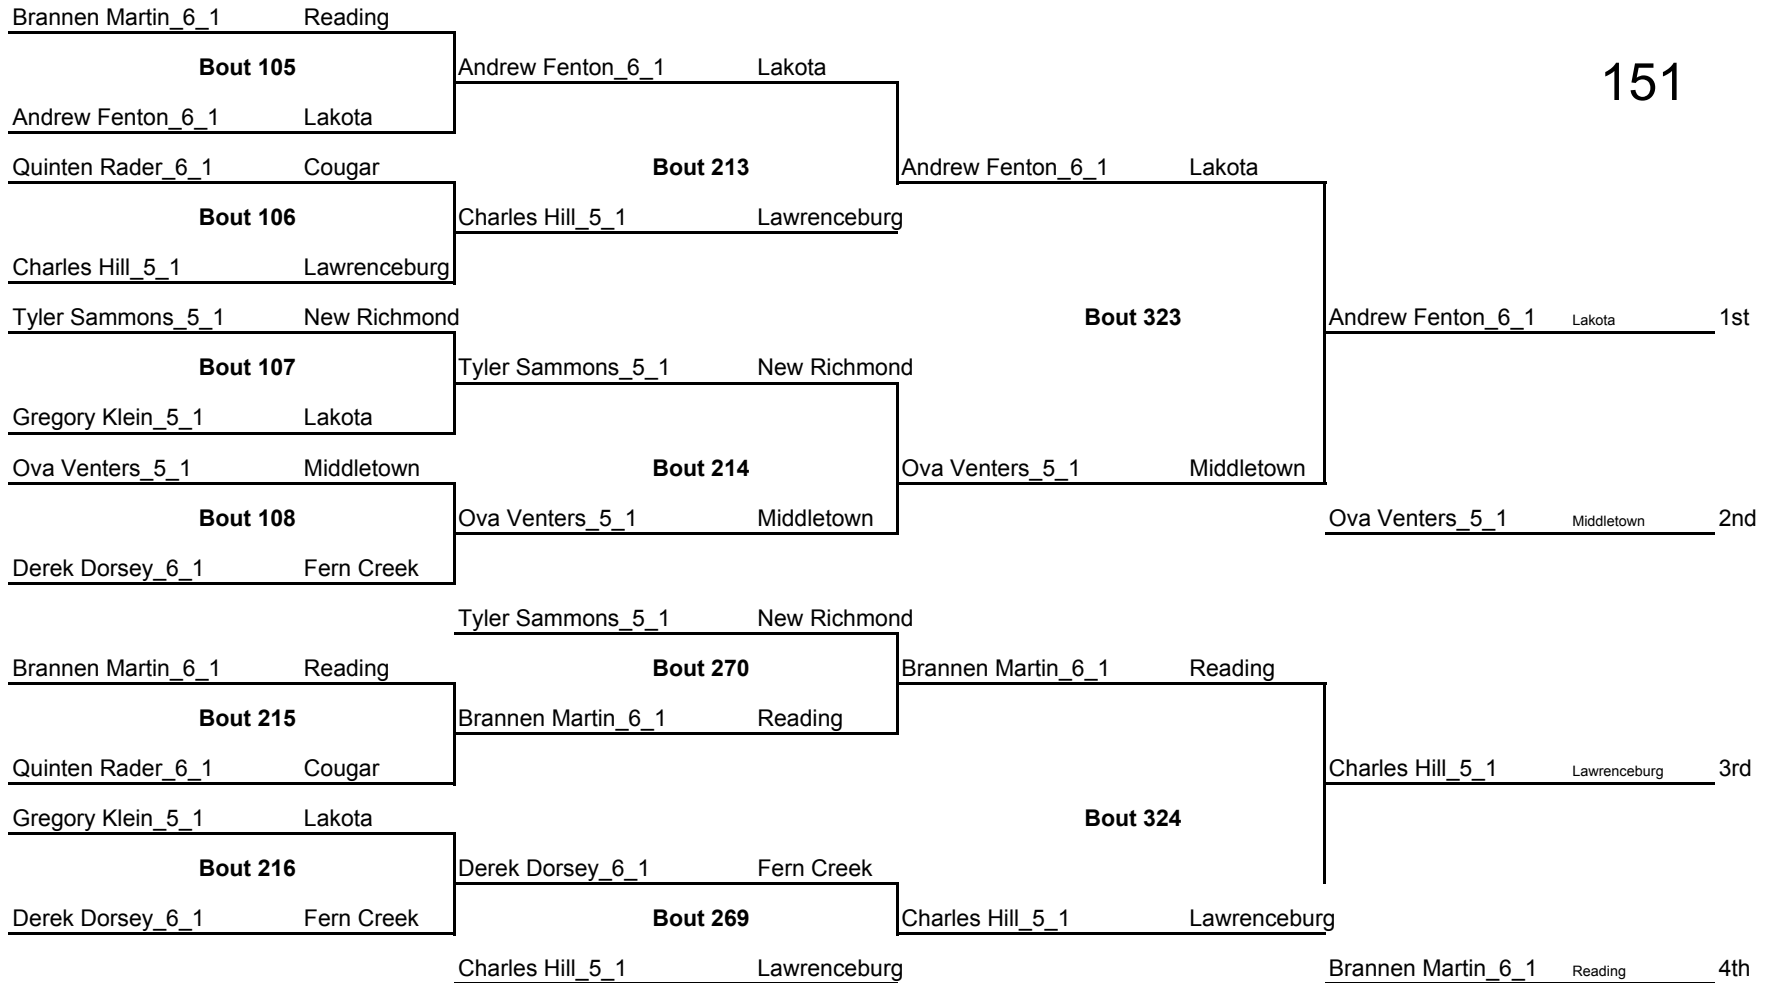 Brannen Martin_6_1 Reading
Bout 105 Andrew Fenton_6_1 Lakota 151
Andrew Fenton_6_1 Lakota
Quinten Rader_6_1 Cougar Bout 213 Andrew Fenton_6_1 Lakota
Bout 106 Charles Hill_5_1 Lawrenceburg
Charles Hill_5_1 Lawrenceburg
Tyler Sammons_5_1 New Richmond Bout 323 Andrew Fenton_6_1 Lakota 1st
Bout 107 Tyler Sammons_5_1 New Richmond
Gregory Klein_5_1 Lakota
Ova Venters_5_1 Middletown Bout 214 Ova Venters_5_1 Middletown
Bout 108 Ova Venters_5_1 Middletown Ova Venters_5_1 Middletown 2nd
Derek Dorsey_6_1 Fern Creek
Tyler Sammons_5_1 New Richmond
Brannen Martin_6_1 Reading Bout 270 Brannen Martin_6_1 Reading
Bout 215 Brannen Martin_6_1 Reading
Quinten Rader_6_1 Cougar Charles Hill_5_1 Lawrenceburg 3rd
Gregory Klein_5_1 Lakota Bout 324
Bout 216 Derek Dorsey_6_1 Fern Creek
Derek Dorsey_6_1 Fern Creek Bout 269 Charles Hill_5_1 Lawrenceburg
Charles Hill_5_1 Lawrenceburg Brannen Martin_6_1 Reading 4th